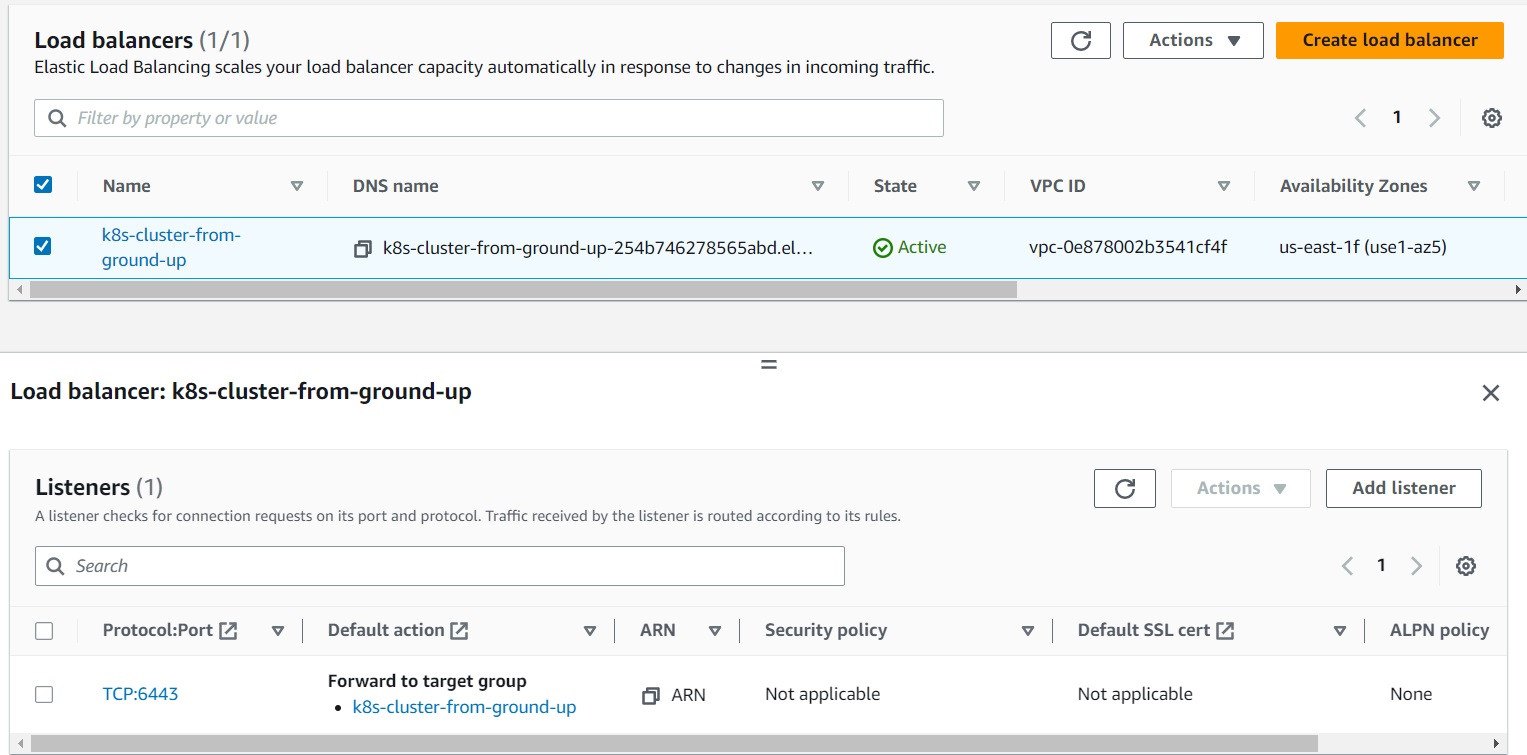 Load balancers (1/1)
Actions
Create load balancer
Elastic Load Balancing scales your load balancer capacity automatically in response to changes in incoming traffic.
Filter by property or value
1
Name
DNS name
State
VPC ID
Availability Zones
k8s-cluster-from-
ground-up
k8s-cluster-from-ground-up-254b746278565abd.el...
Active
vpc-0e878002b3541cf4f
us-east-1f (use1-az5)
Load balancer: k8s-cluster-from-ground-up
Listeners (1)
Actions
Add listener
A listener checks for connection requests on its port and protocol. Traffic received by the listener is routed according to its rules.
Search
1
Protocol:Port
Default action
ARN
Security policy
Default SSL cert
ALPN policy
TCP:6443
Forward to target group
• k8s-cluster-from-ground-up
ARN
Not applicable
Not applicable
None